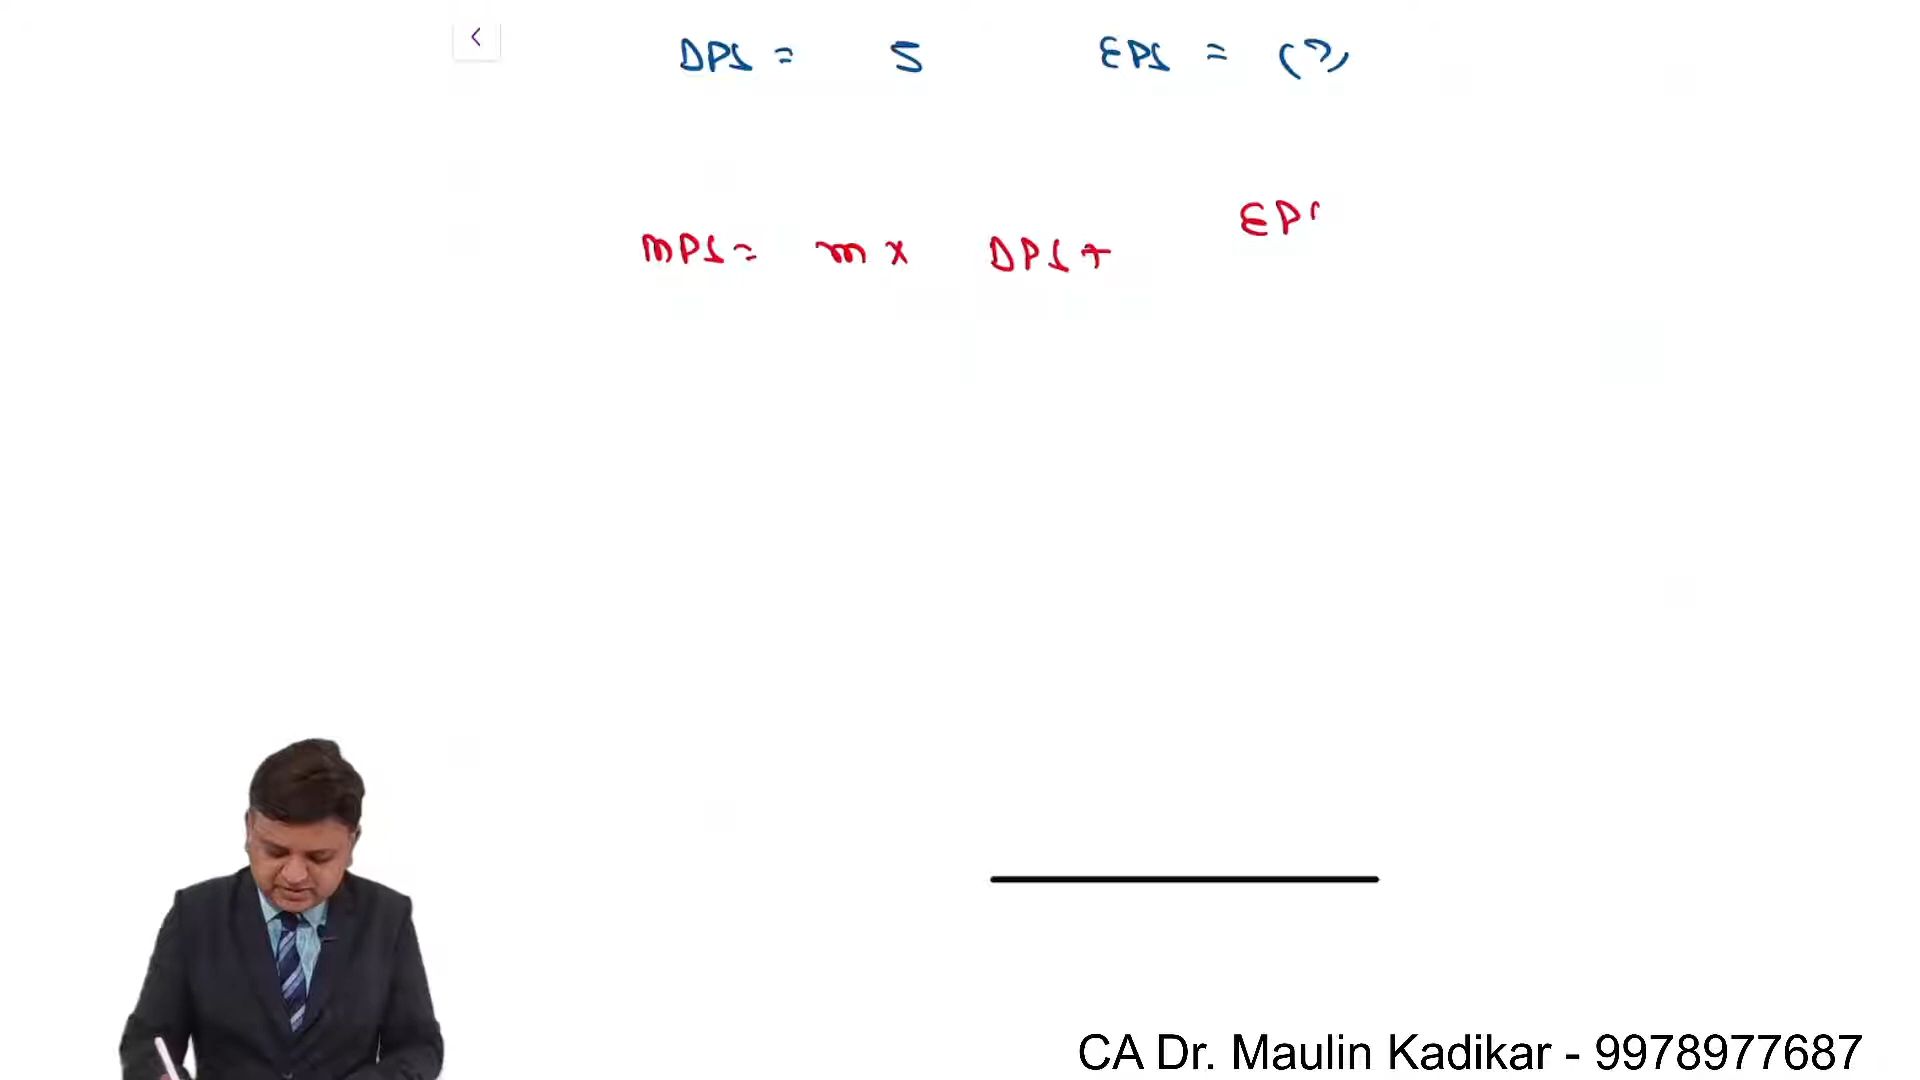 DPS = 5 EPS = (?)
EP
MPS = m x DPS +
CA Dr. Maulin Kadikar - 9978977687